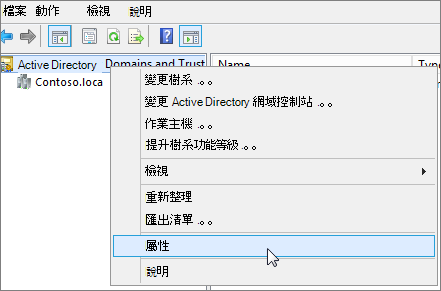 檔案 動作 檢視 說明
Active Directory Domains and Trust Name Type
Contoso.loca
變更樹系 。。
變更 Active Directory 網域控制站 。。
作業主機 。。
提升樹系功能等級 。。
檢視
重新整理
匯出清單 。。
屬性
說明